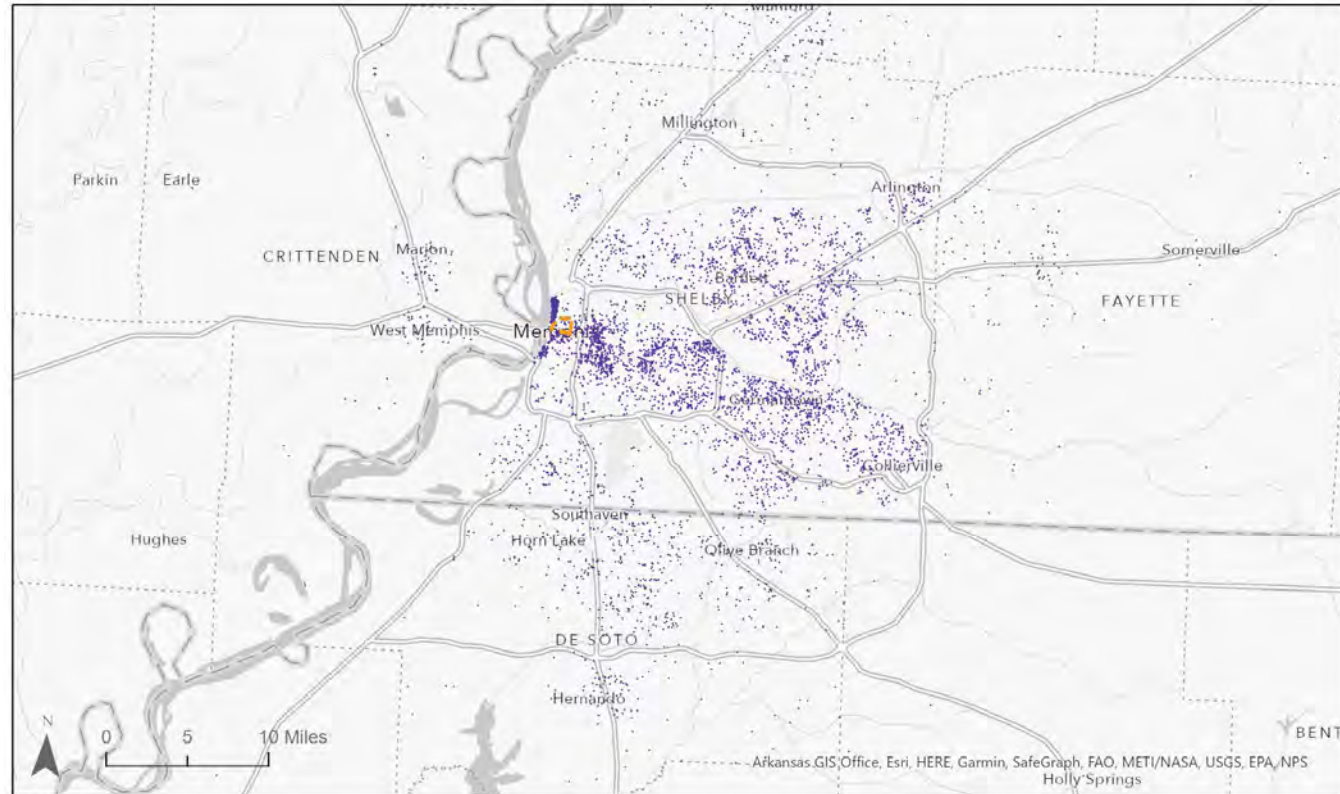 Munford
Millington
Parkin
Earle
Arlington
CRITTENDEN
Marion
Somerville
Bartlett
SHELBY
FAYETTE
West Memphis
Memphis
Germantown
Collierville
Southaven
Hughes
Horn Lake
Olive Branch
DE SOTO
Hernando
N
0 5 10 Miles
BENT
Arkansas GIS Office, Esri, HERE, Garmin, SafeGraph, FAO, METI/NASA, USGS, EPA, NPS
Holly Springs